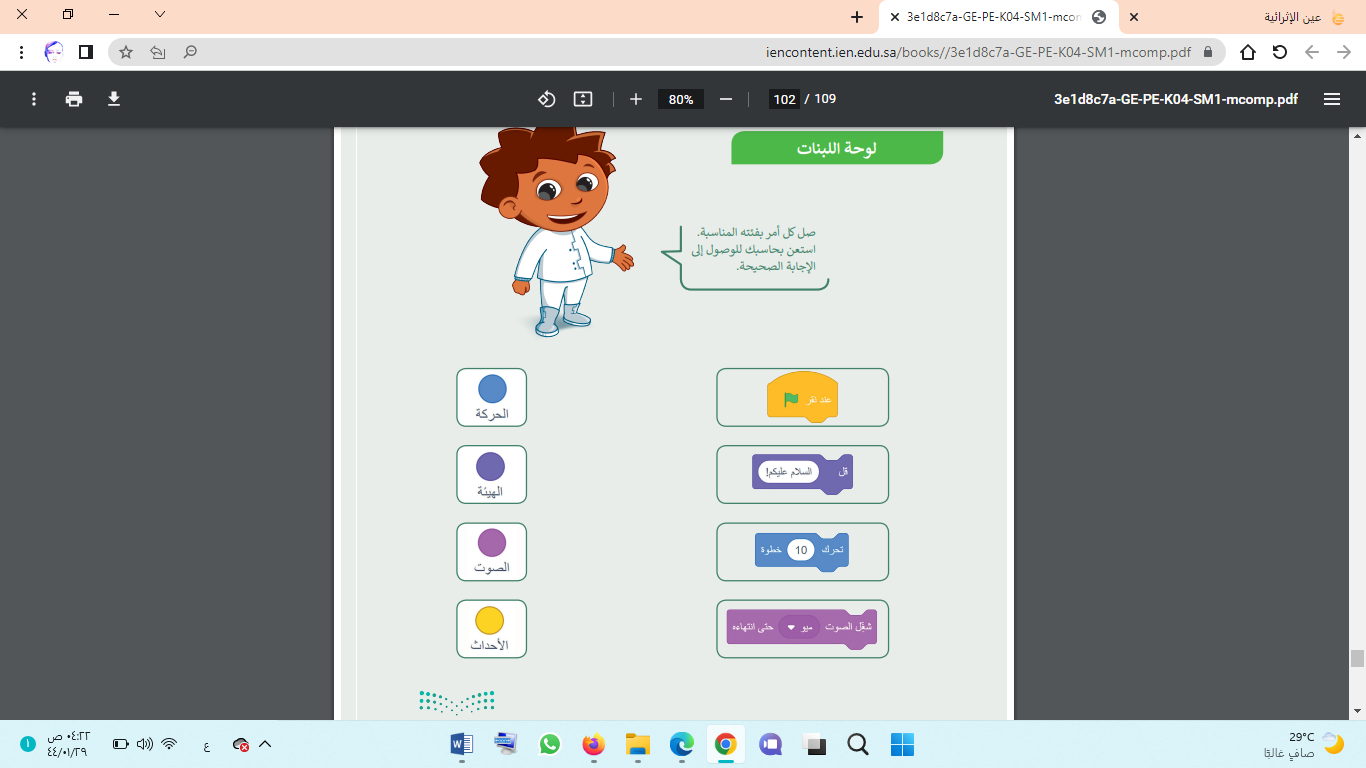 عين الإثرائية
3e1d8c7a-GE-PE-K04-SM1-mcom
iencontent.ien.edu.sa/books//3e1d8c7a-GE-PE-K04-SM1-mcomp.pdf
3e1d8c7a-GE-PE-K04-SM1-mcomp.pdf
102 / 109
80%
لوحة اللبنات
صل كل أمر بفئته المناسبة.
استعن بحاسبك للوصول إلى
الإجابة الصحيحة.
عند نقر
الحركة
قل السلام عليكم!
الهيئة
تحرك 10 خطوة
الصوت
شغّل الصوت ميو حتى انتهاءه
الأحداث
29°C
صافٍ غالبًا
ع
٠٤:٢٢ ص
٤٤/٠١/٢٩
١